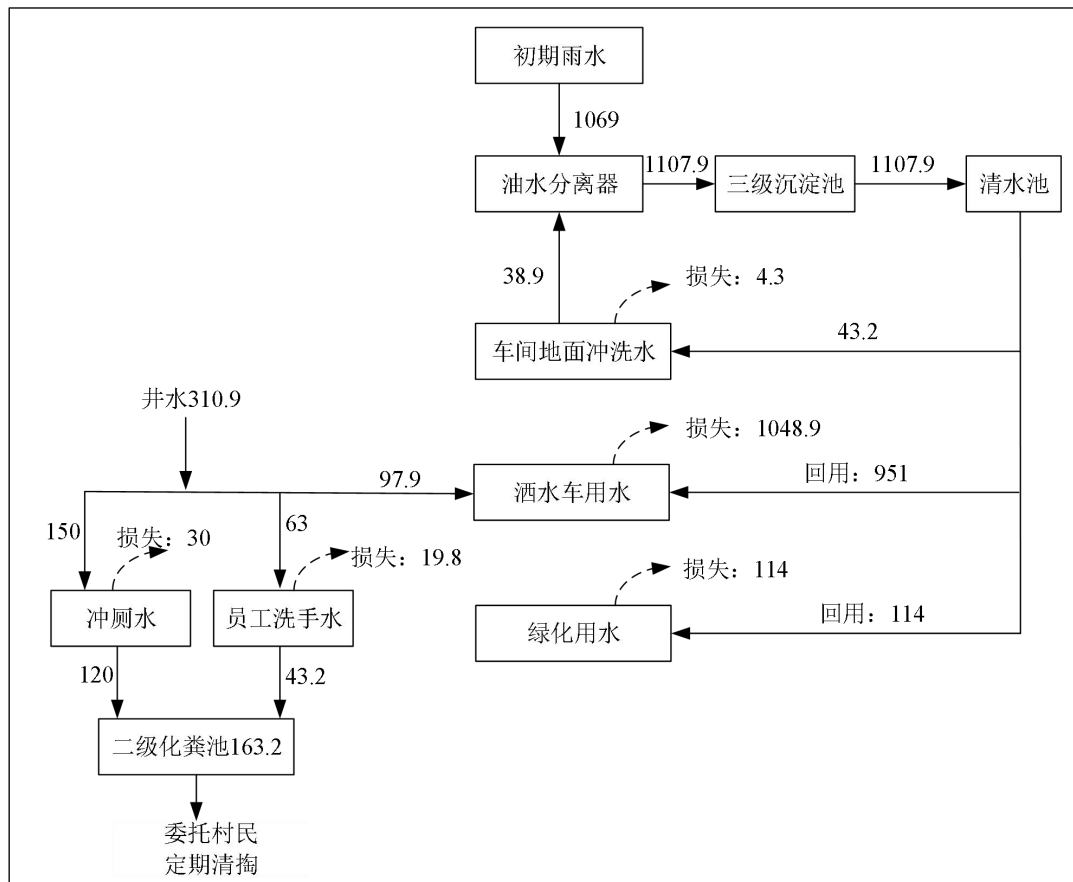 初期雨水
1069
油水分离器
1107.9
三级沉淀池
1107.9
清水池
38.9
损失：4.3
车间地面冲洗水
43.2
井水310.9
损失：1048.9
97.9
洒水车用水
回用：951
150
损失：30
63
损失：19.8
损失：114
冲厕水
员工洗手水
绿化用水
回用：114
120
43.2
二级化粪池163.2
委托村民
定期清掏